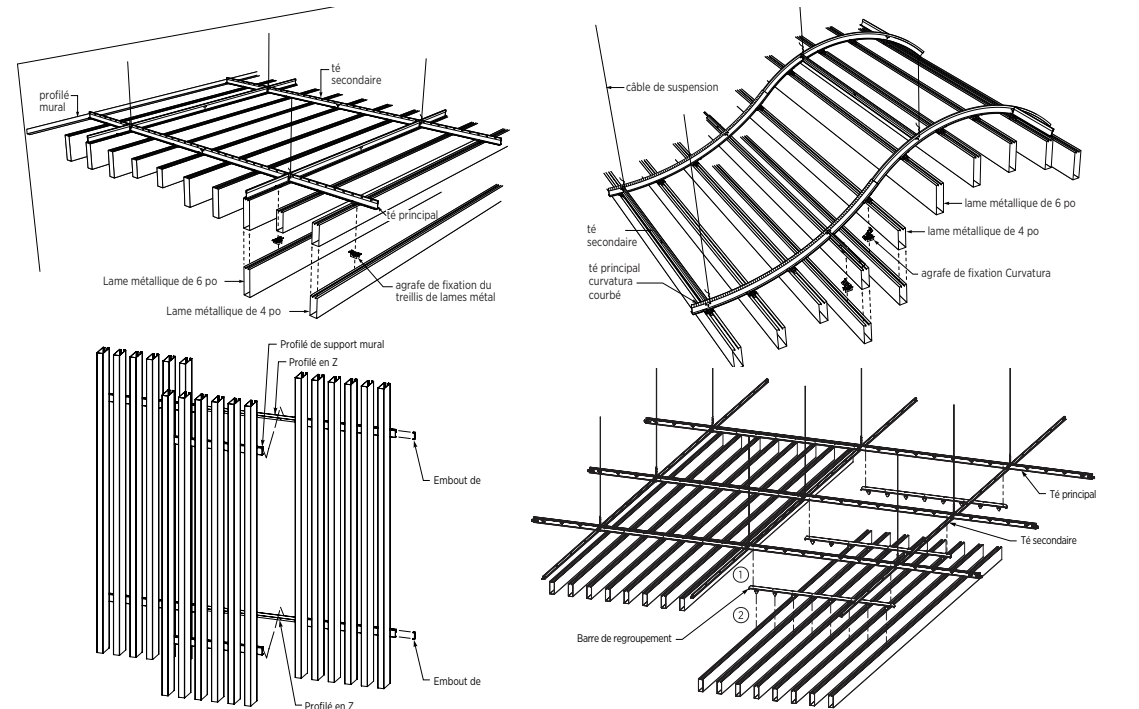 té
secondaire
profilé
mural
té principal
Lame métallique de 6 po
agrafe de fixation du
treillis de lames métal
Lame métallique de 4 po
câble de suspension
lame métallique de 6 po
té
secondaire
lame métallique de 4 po
té principal
curvatura
courbé
agrafe de fixation Curvatura
Profilé de support mural
Profilé en Z
Embout de
Embout de
Profilé en Z
Té principal
Té secondaire
1
2
Barre de regroupement